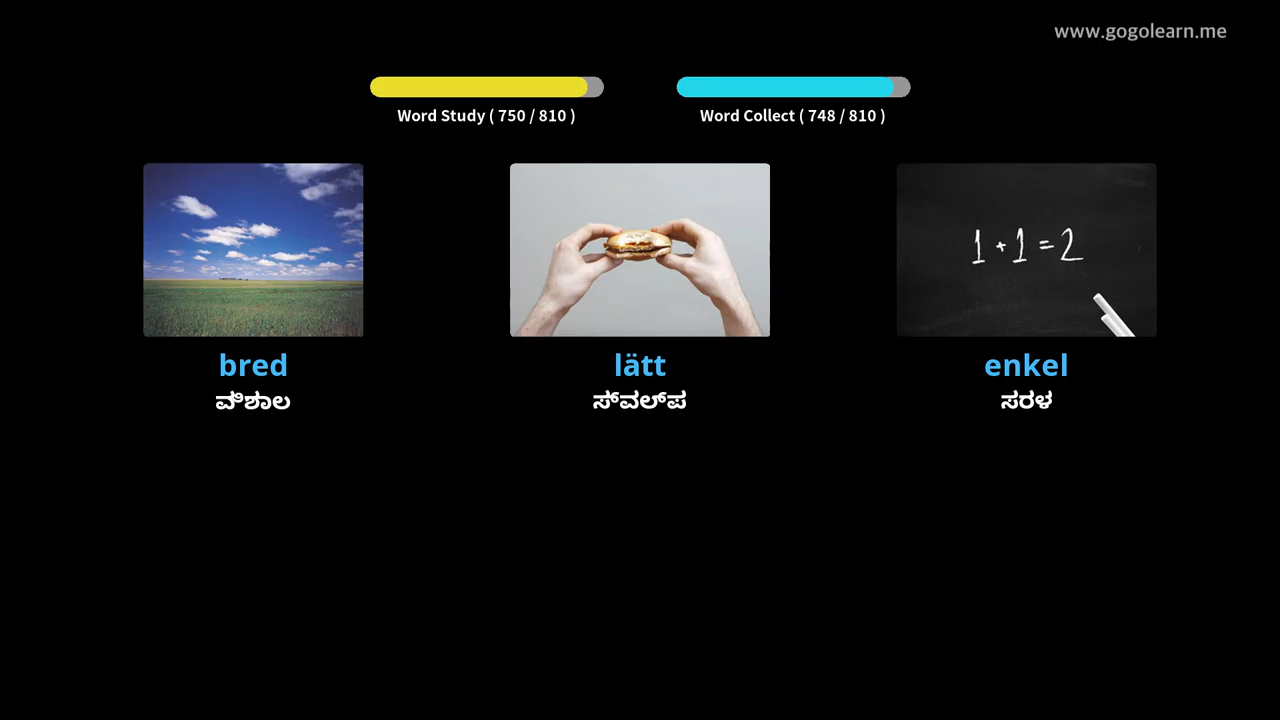 www.gogolearn.me
Word Study ( 750 / 810 )
Word Collect ( 748 / 810 )
1 + 1 = 2
bred
lätt
enkel
ವಿಶಾಲ
ಸ್ವಲ್ಪ
ಸರಳ